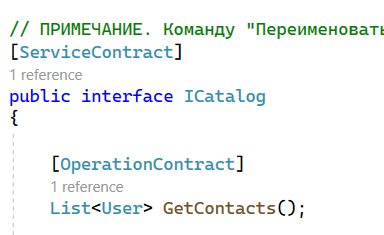 // ПРИМЕЧАНИЕ. Команду "Переименовать
[ServiceContract]
1 reference
public interface ICatalog
{
[OperationContract]
1 reference
List<User> GetContacts();